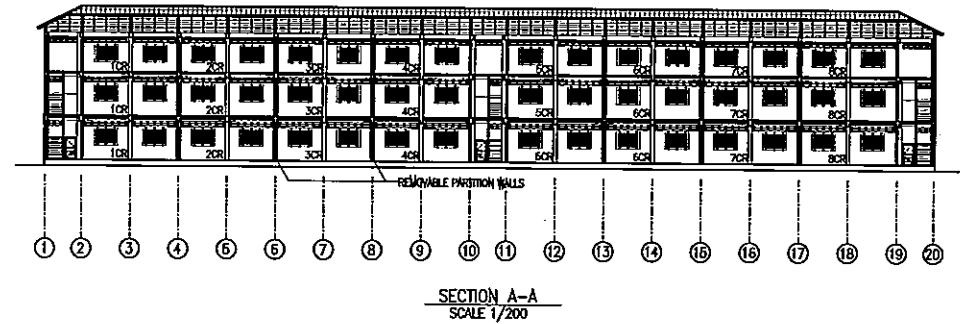 1CR 2CR 3CR 4CR 5CR 6CR 7CR 8CR
1CR 2CR 3CR 4CR 5CR 6CR 7CR 8CR
1CR 2CR 3CR 4CR 5CR 6CR 7CR 8CR
REMOVABLE PARTITION WALLS
1 2 3 4 5 6 7 8 9 10 11 12 13 14 15 16 17 18 19 20
SECTION A-A
SCALE 1/200